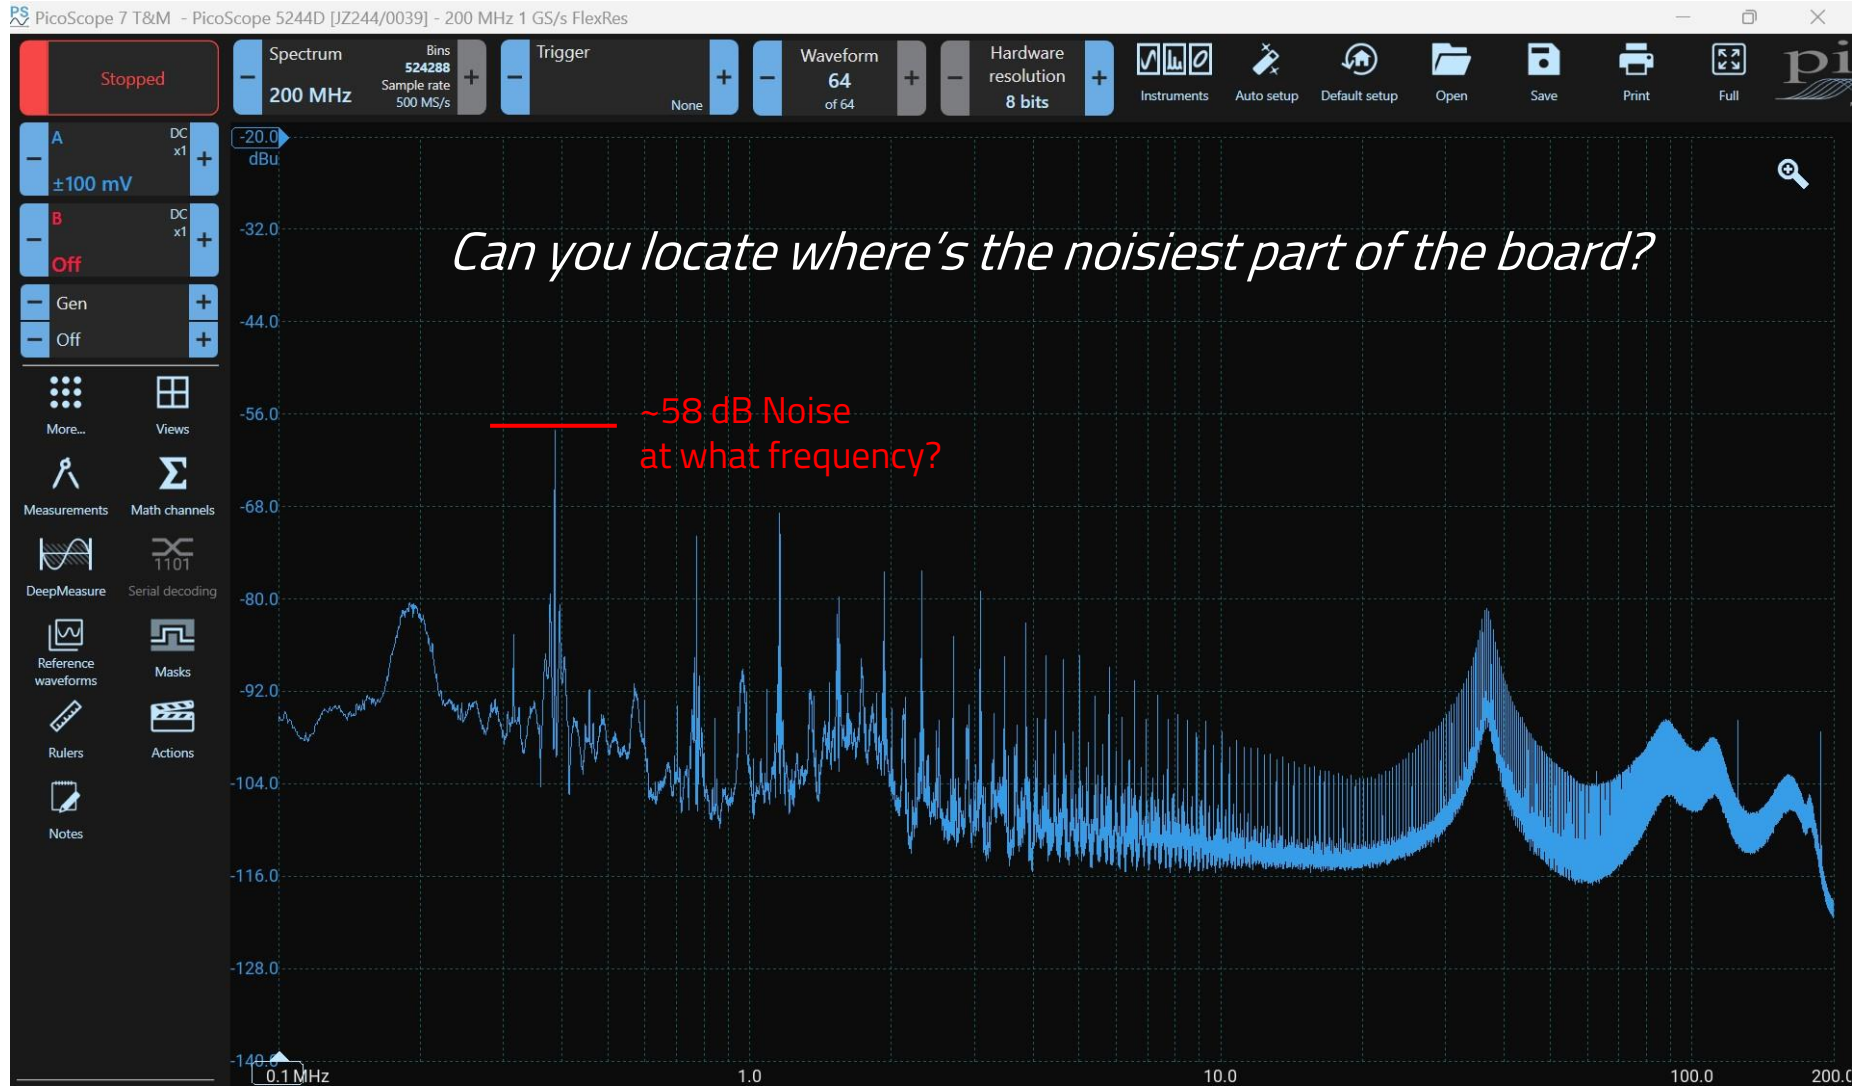 PicoScope 7 T&M - PicoScope 5244D [JZ244/0039] - 200 MHz 1 GS/s FlexRes
Stopped
Spectrum
200 MHz
Bins
524288
Sample rate
500 MS/s
Trigger
None
Waveform
64
of 64
Hardware
resolution
8 bits
Instruments
Auto setup
Default setup
Open
Save
Print
Full
pi
A
DC
x1
±100 mV
B
DC
x1
Off
Gen
Off
More...
Views
Measurements
Math channels
DeepMeasure
1101
Serial decoding
Reference
waveforms
Masks
Rulers
Actions
Notes
-20.0
dBu
-32.0
-44.0
-56.0
-68.0
-80.0
-92.0
-104.0
-116.0
-128.0
-140.0
Can you locate where's the noisiest part of the board?
~58 dB Noise
at what frequency?
0.1 MHz
1.0
10.0
100.0
200.0